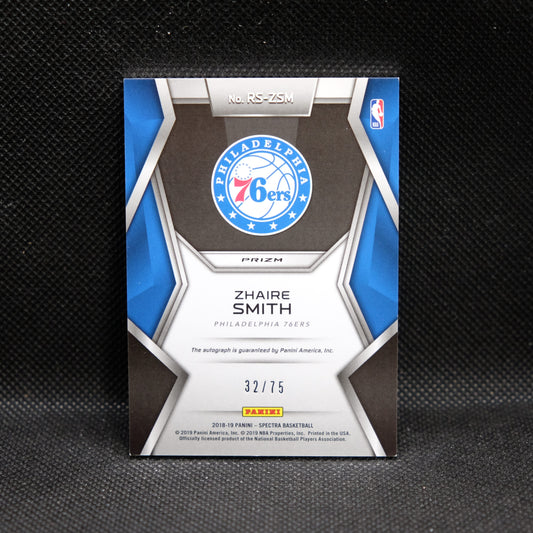 No. RS-ZSM
NBA
PHILADELPHIA
76ers
PRIZM
ZHAIRE
SMITH
PHILADELPHIA 76ERS
The autograph is guaranteed by Panini America, Inc.
32/75
PANINI
2018-19 PANINI - SPECTRA BASKETBALL
© 2019 Panini America, Inc. © 2019 NBA Properties, Inc. Printed in the USA.
Officially licensed product of the National Basketball Players Association.